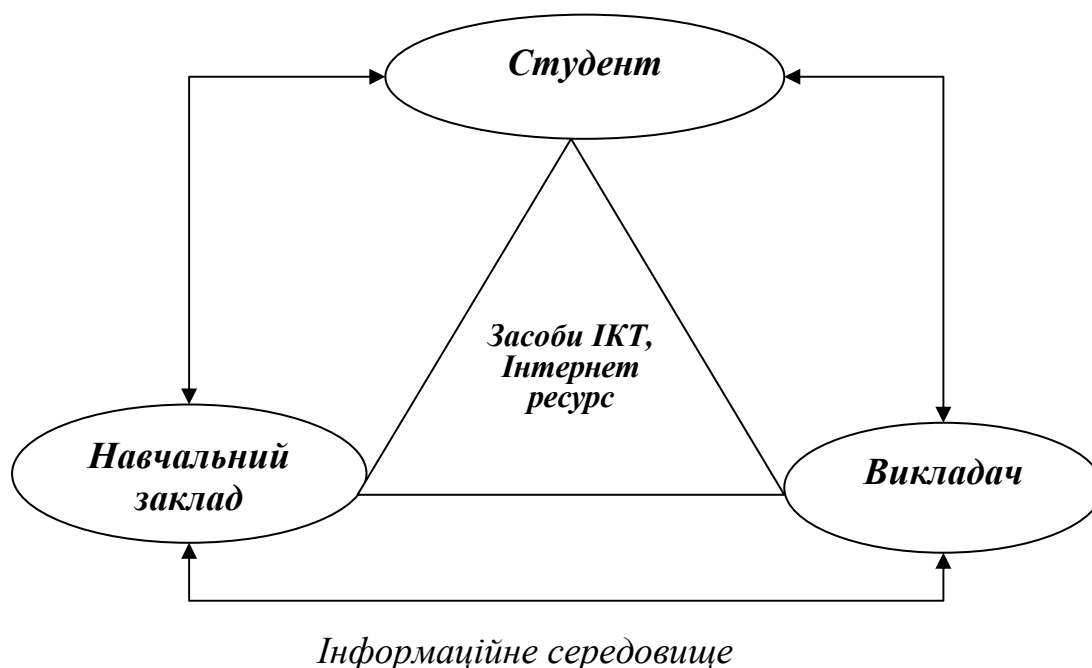 Студент
Засоби ІКТ,
Інтернет
ресурс
Навчальний
заклад
Викладач
Інформаційне середовище